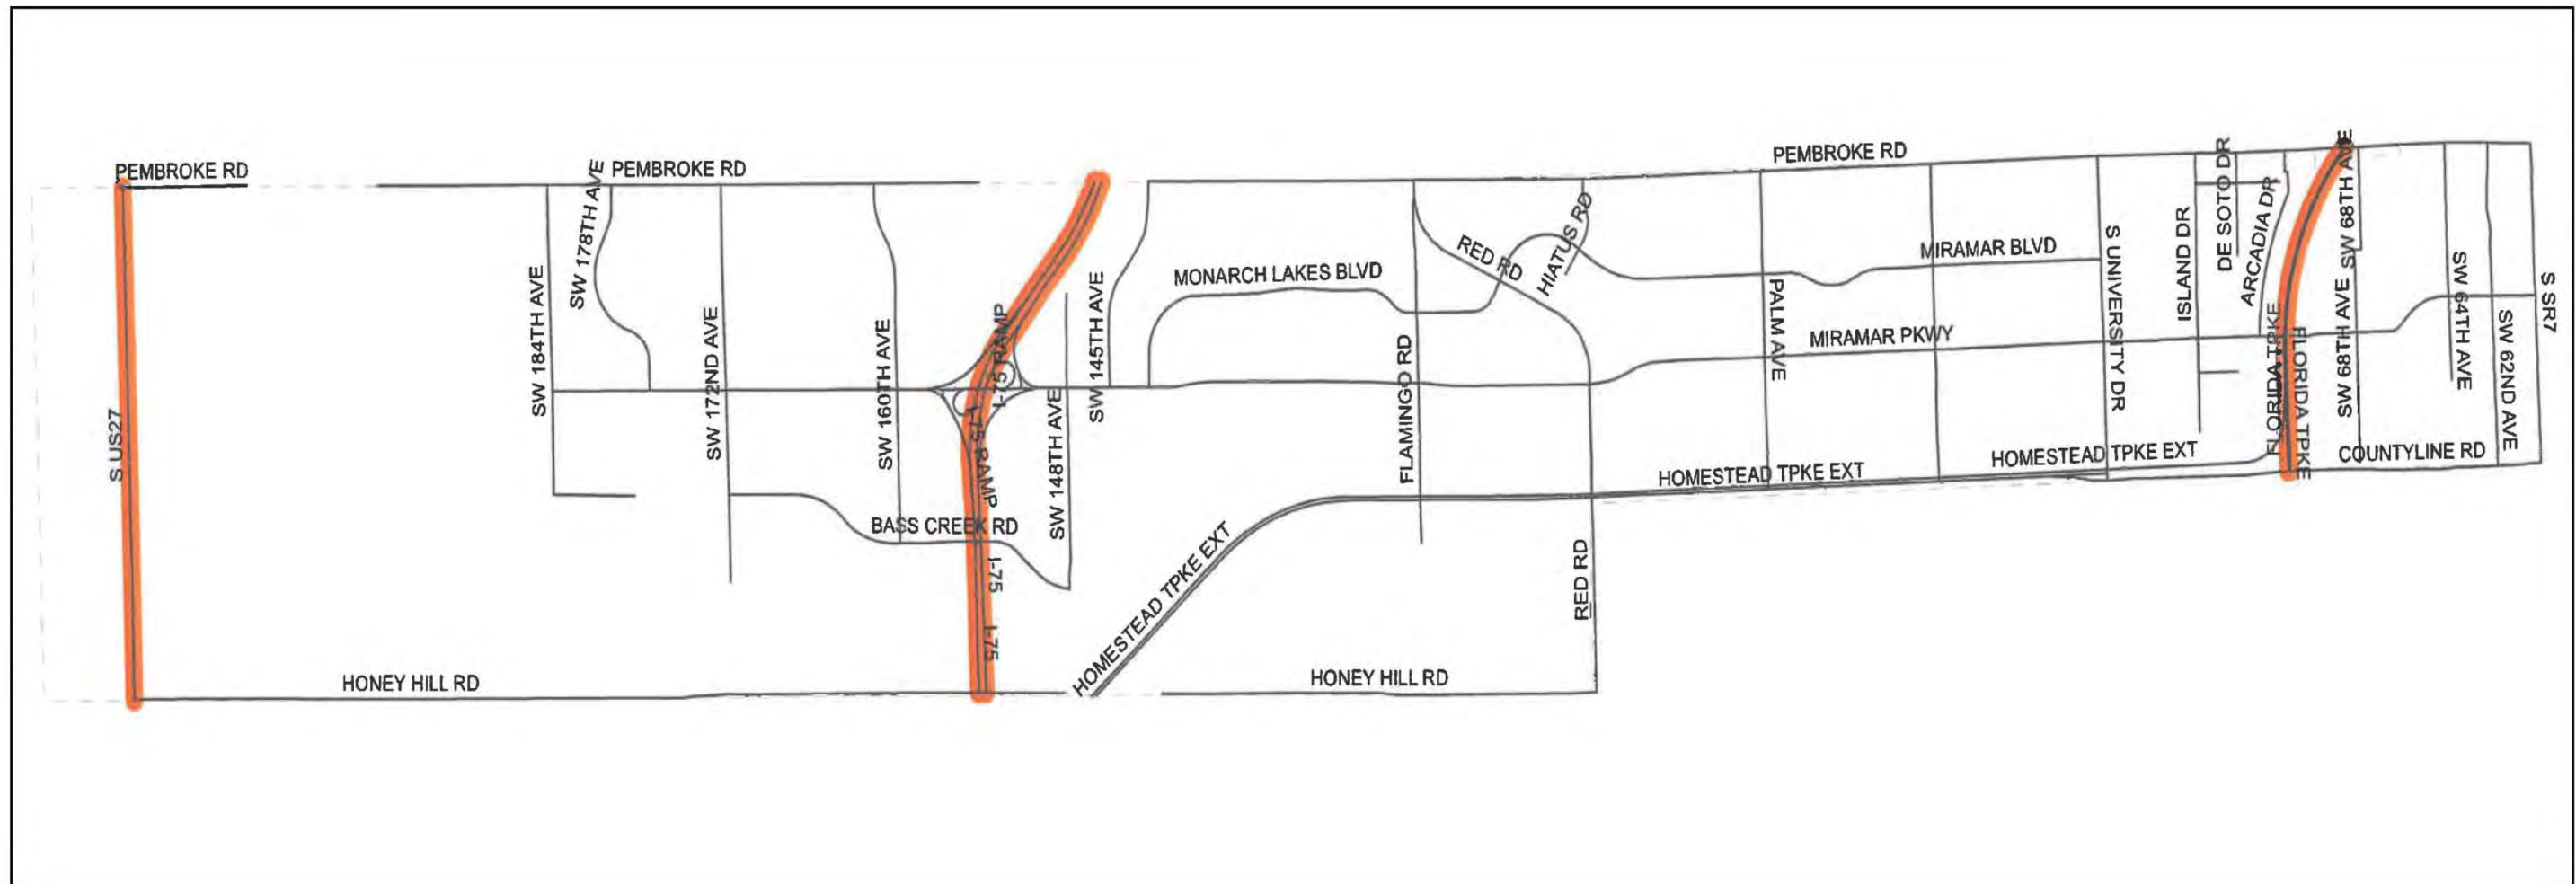 PEMBROKE RD
PEMBROKE RD
PEMBROKE RD
SW 178TH AVE
SW 184TH AVE
SW 172ND AVE
SW 160TH AVE
I-75 RAMP
I-75 RAMP
SW 148TH AVE
SW 145TH AVE
MONARCH LAKES BLVD
FLAMINGO RD
RED RD
HIATUS RD
MIRAMAR BLVD
PALM AVE
MIRAMAR PKWY
S UNIVERSITY DR
ISLAND DR
DE SOTO DR
ARCADIA DR
SW 68TH AVE
SW 68TH AVE
FLORIDA TPKE
FLORIDA TPKE
SW 64TH AVE
SW 62ND AVE
S SR7
S US27
HOMESTEAD TPKE EXT
HOMESTEAD TPKE EXT
COUNTYLINE RD
BASS CREEK RD
I-75
I-75
HOMESTEAD TPKE EXT
RED RD
HONEY HILL RD
HONEY HILL RD